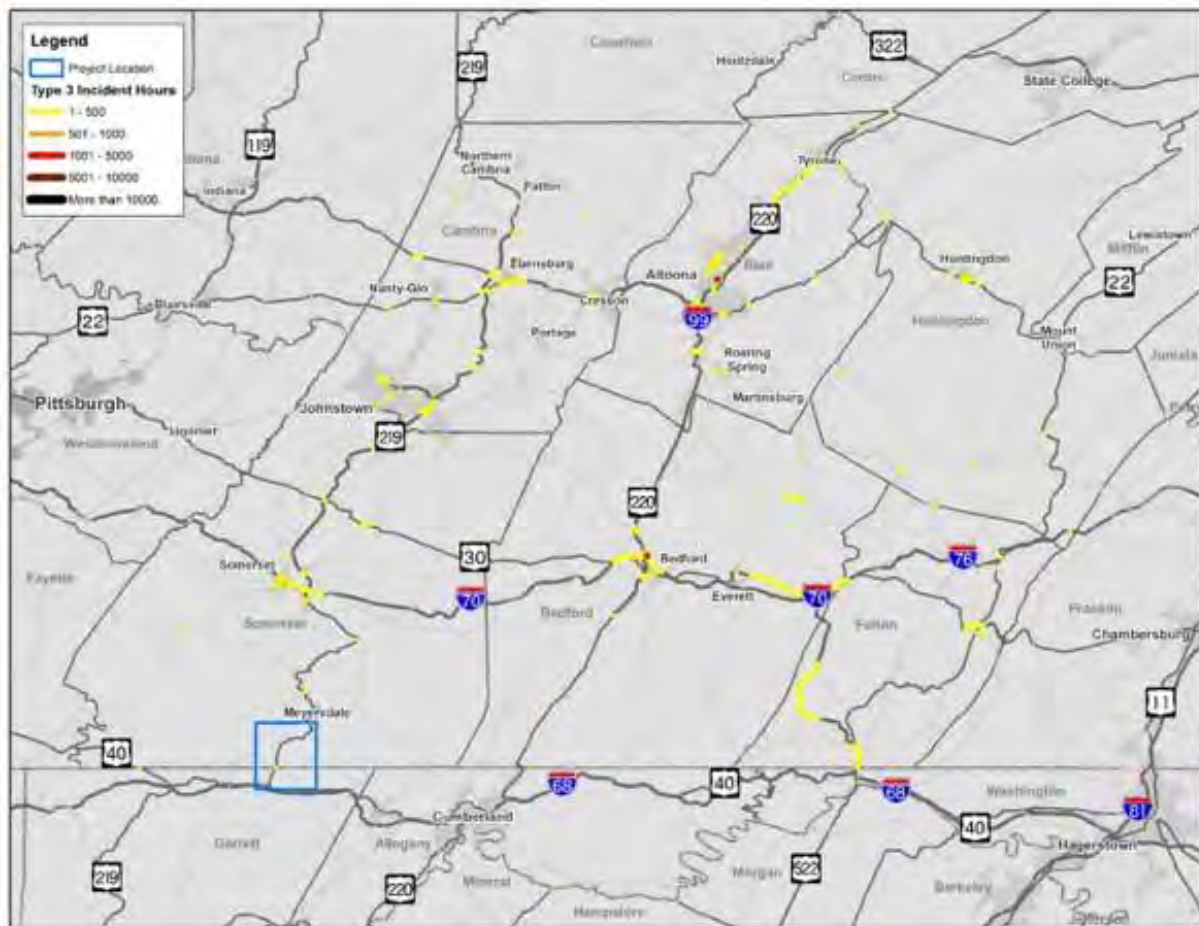 Legend
Project Location
Type 3 Incident Hours
1 - 500
501 - 1000
1001 - 5000
5001 - 10000
More than 10000
219
322
Houtzdale
State College
119
Northern
Cambria
Indiana
Patton
Tyrone
220
Cambria
Lewistown
Mifflin
Ebensburg
Altoona
Blair
Huntingdon
Nanty-Glo
22
Blairsville
Cresson
22
99
Huntingdon
Portage
Mount
Union
Roaring
Spring
Juniata
Pittsburgh
Johnstown
Martinsburg
Ligonier
219
Westmoreland
220
30
Bedford
76
Somerset
Fayette
70
Everett
70
Bedford
Fulton
Franklin
Somerset
Chambersburg
Meyersdale
11
40
68
40
68
Washington
81
Cumberland
40
Garrett
Allegany
Hagerstown
219
220
Mineral
Morgan
522
Berkeley
Hampshire
Jefferson